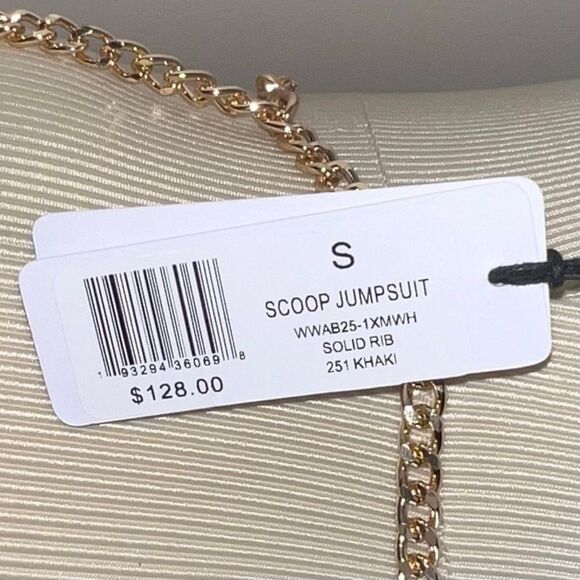 S
SCOOP JUMPSUIT
WWAB25-1XMWH
SOLID RIB
251 KHAKI
1 93294 36069 8
$128.00